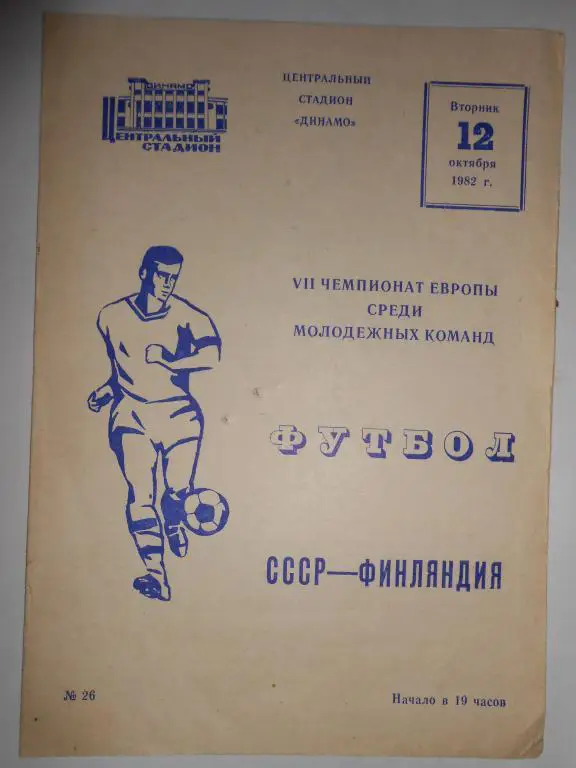 ДИНАМО
ЦЕНТРАЛЬНЫЙ
СТАДИОН
ЦЕНТРАЛЬНЫЙ
СТАДИОН
«ДИНАМО»
Вторник
12
октября
1982 г.
VII ЧЕМПИОНАТ ЕВРОПЫ
СРЕДИ
МОЛОДЕЖНЫХ КОМАНД
ФУТБОЛ
СССР—ФИНЛЯНДИЯ
№ 26
Начало в 19 часов